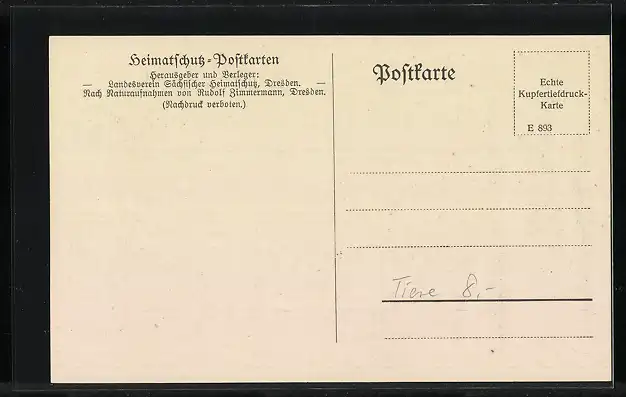 Heimatschutz-Postkarten
Herausgeber und Verleger:
— Landesverein Sächsischer Heimatschutz, Dresden. —
Nach Naturaufnahmen von Rudolf Zimmermann, Dresden.
(Nachdruck verboten.)
Postkarte
Echte
Kupfertiefdruck-
Karte
E 893
Tiere 8,-